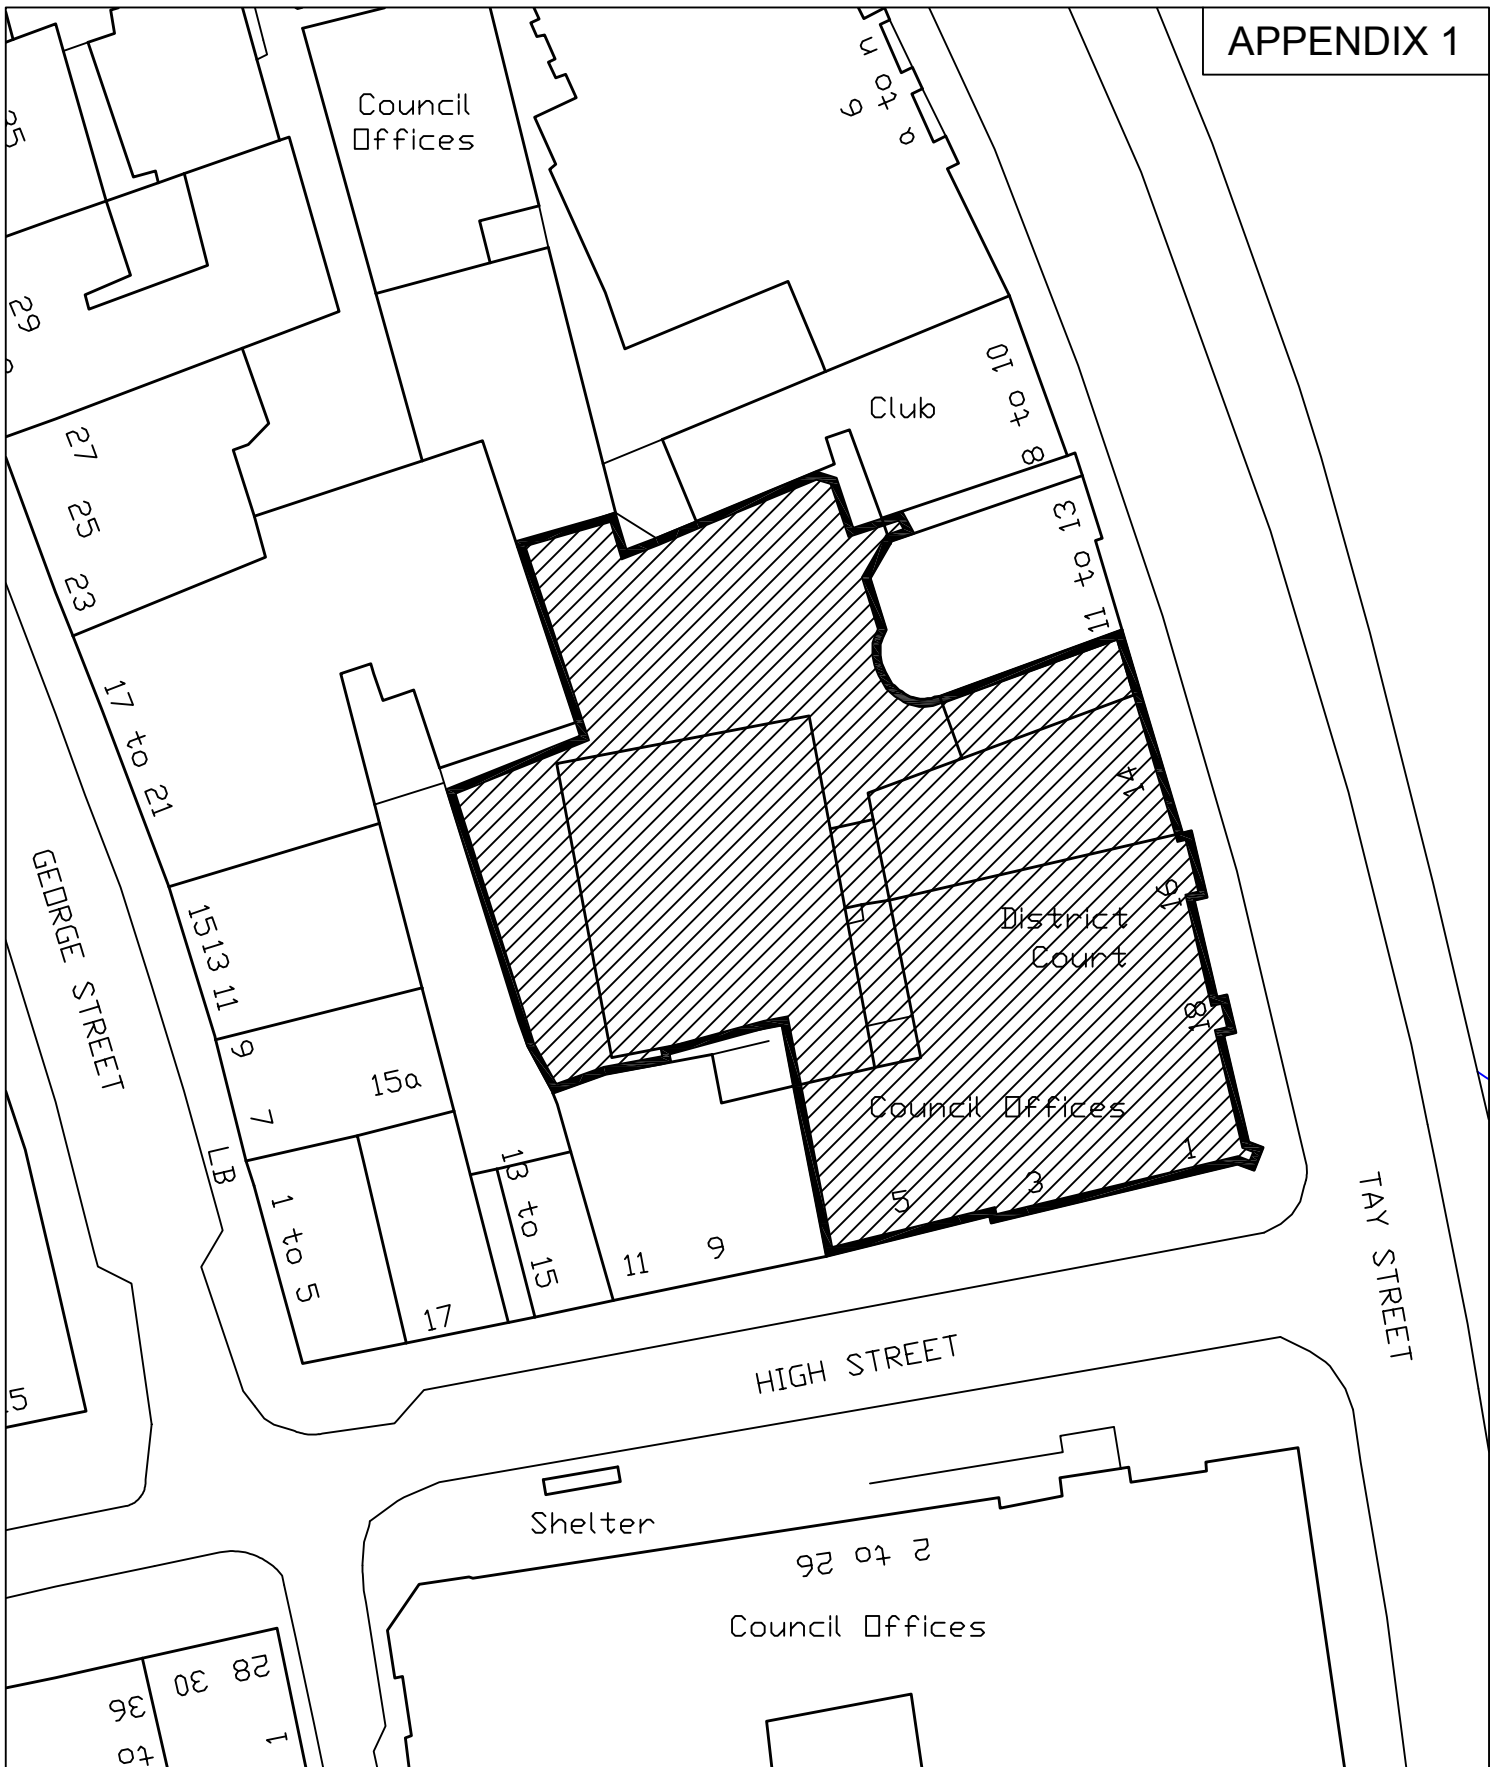 APPENDIX 1
Council
Offices
6 to n
a
35
29
10
to
8
Club
27
25
23
13
to
11
17 to 21
14
16
District
Court
18
GEORGE STREET
15 13 11
9
15a
7
Council Offices
LB
1 to 5
13 to 15
17
11
9
5
3
1
TAY STREET
HIGH STREET
Shelter
2 to 26
Council Offices
28
30
36
to
1